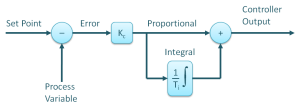 Set Point
Error
Proportional
Controller
Output
−
Kc
+
Integral
1
Ti
∫
Process
Variable